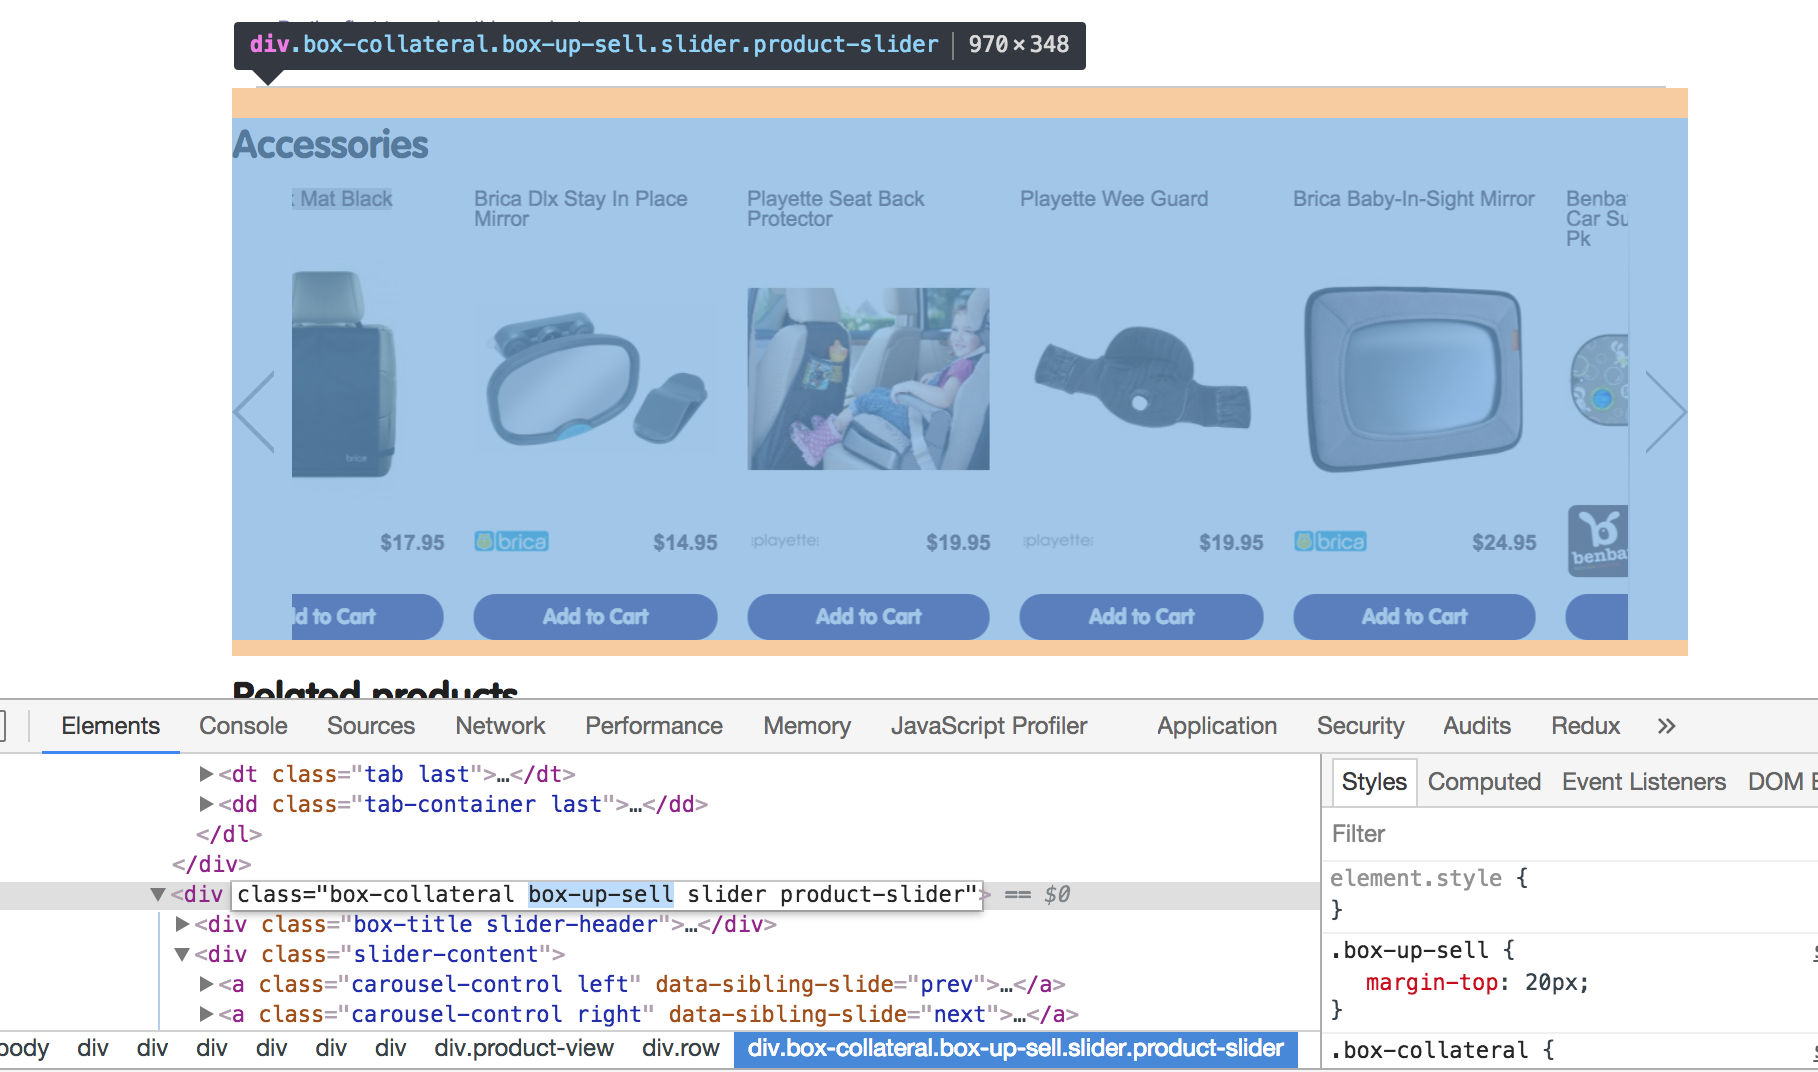 div.box-collateral.box-up-sell.slider.product-slider 970×348
Accessories
Mat Black
Brica Dlx Stay In Place Mirror
Playette Seat Back Protector
Playette Wee Guard
Brica Baby-In-Sight Mirror
Car Pk
brica
$17.95
brica
$14.95
playette
$19.95
playette
$19.95
brica
$24.95
benba
d to Cart
Add to Cart
Add to Cart
Add to Cart
Add to Cart
Related products
Elements Console Sources Network Performance Memory JavaScript Profiler Application Security Audits Redux »
▶<dt class="tab last">…</dt>
▶<dd class="tab-container last">…</dd>
</dl>
</div>
▼<div class="box-collateral box-up-sell slider product-slider"> == $0
▶<div class="box-title slider-header">…</div>
▼<div class="slider-content">
▶<a class="carousel-control left" data-sibling-slide="prev">…</a>
▶<a class="carousel-control right" data-sibling-slide="next">…</a>
body div div div div div div div.product-view div.row div.box-collateral.box-up-sell.slider.product-slider
Styles Computed Event Listeners DOM
Filter
element.style {
}
.box-up-sell {
margin-top: 20px;
}
.box-collateral {